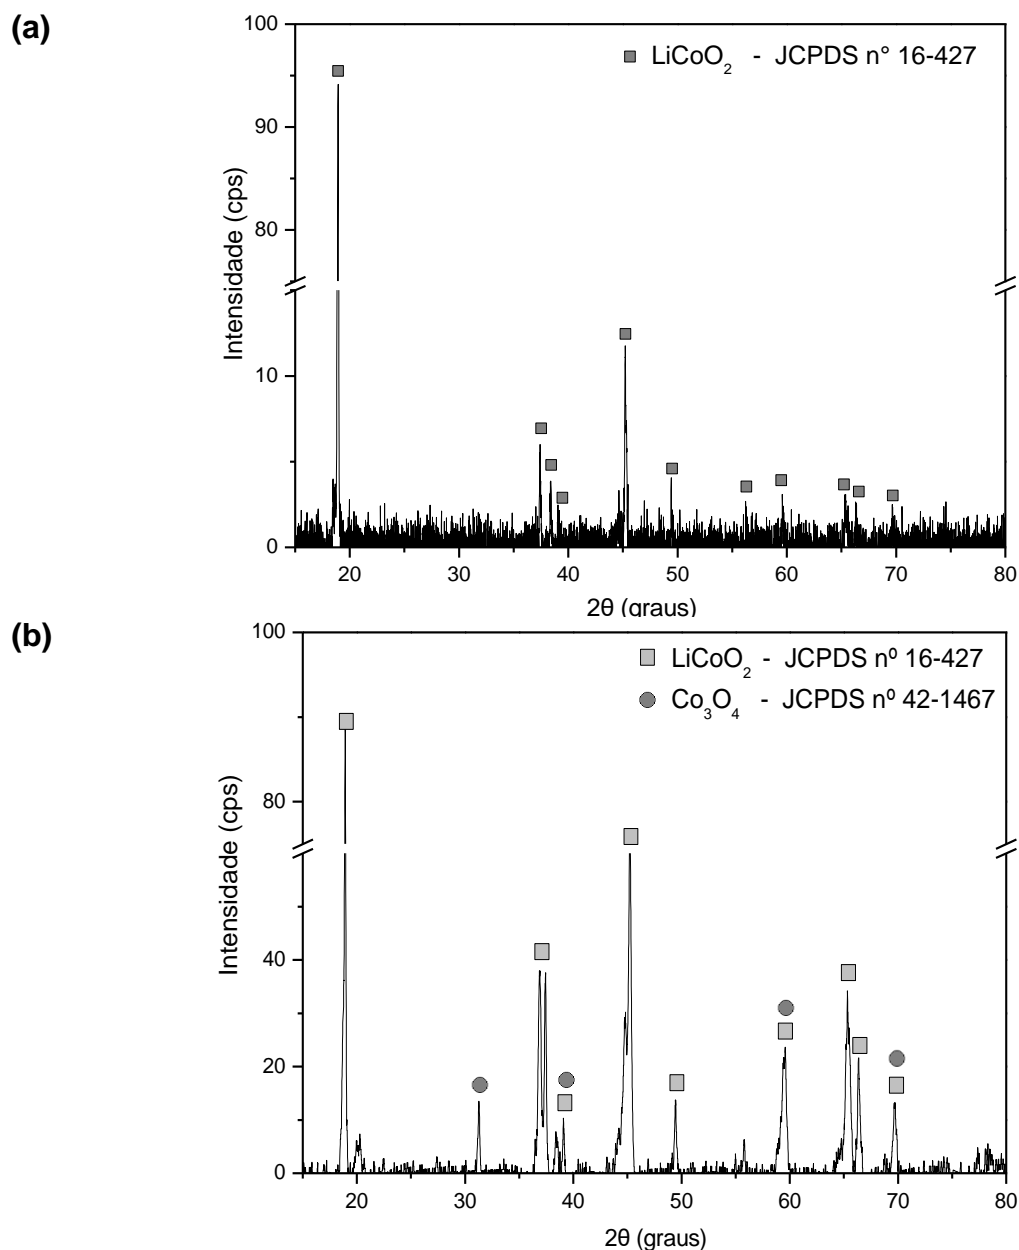 (a)
100
90
80
10
0
Intensidade (cps)
LiCoO₂ - JCPDS n° 16-427
20 30 40 50 60 70 80
2θ (graus)
(b)
100
80
40
20
0
Intensidade (cps)
LiCoO₂ - JCPDS nº 16-427
Co₃O₄ - JCPDS nº 42-1467
20 30 40 50 60 70 80
2θ (graus)